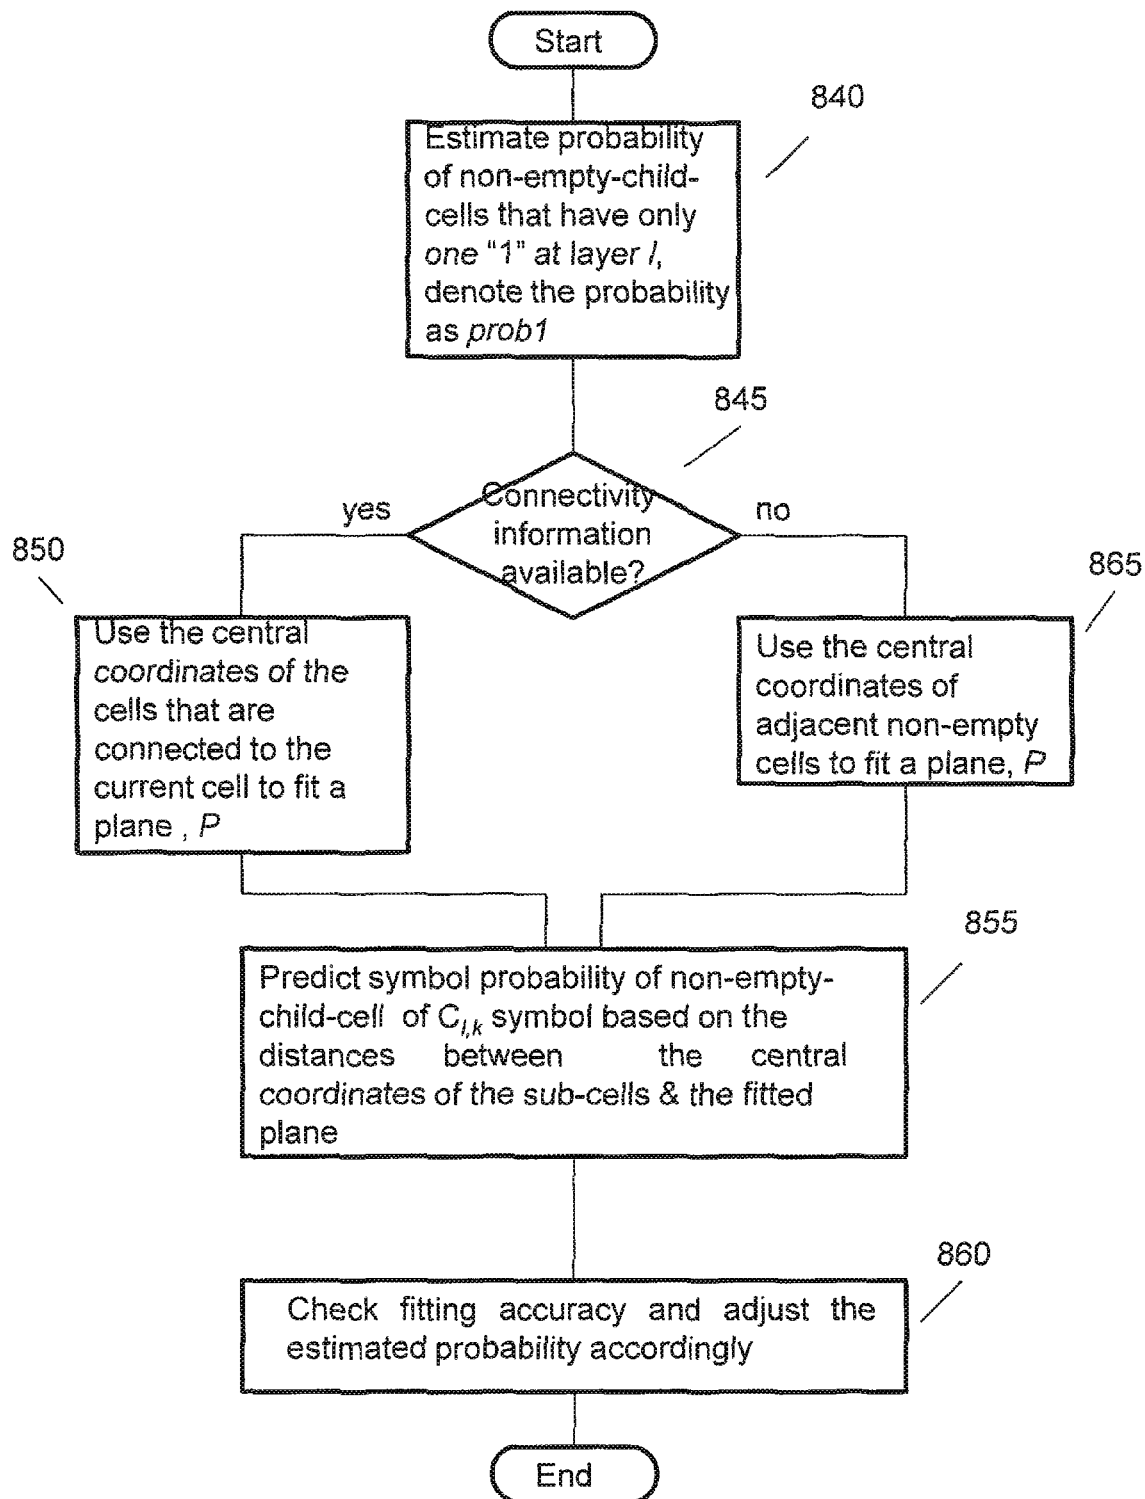 Start
840
Estimate probability
of non-empty-child-
cells that have only
one “1” at layer l,
denote the probability
as prob1
845
Connectivity
information
available?
yes
no
850
865
Use the central
coordinates of the
cells that are
connected to the
current cell to fit a
plane , P
Use the central
coordinates of
adjacent non-empty
cells to fit a plane, P
855
Predict symbol probability of non-empty-
child-cell of Cl,k symbol based on the
distances between the central
coordinates of the sub-cells & the fitted
plane
860
Check fitting accuracy and adjust the
estimated probability accordingly
End